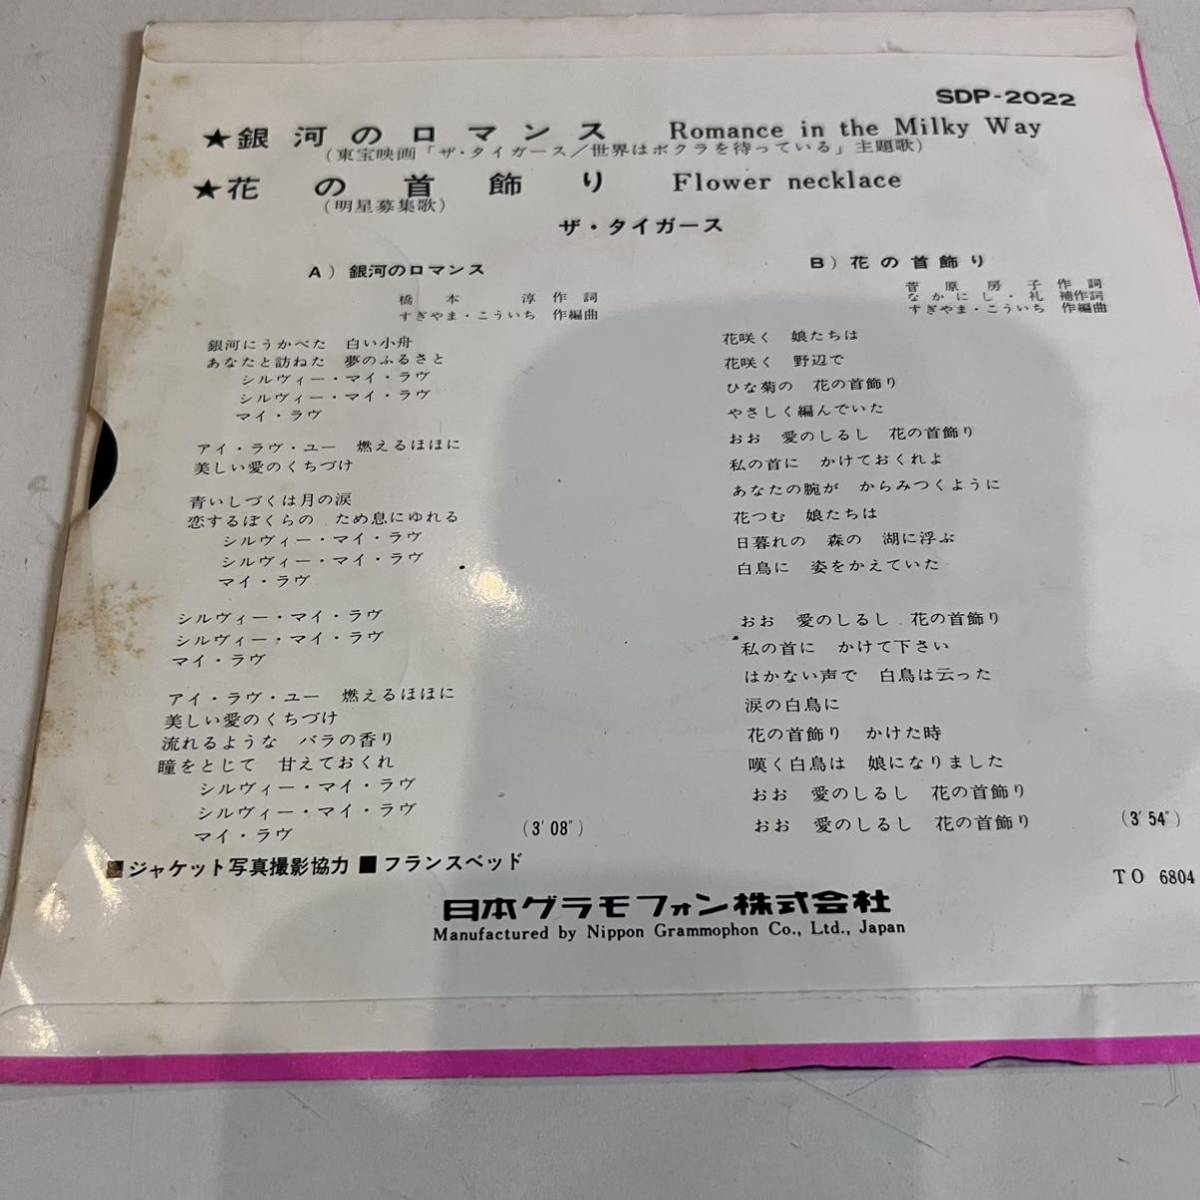 SDP-2022
★銀河のロマンス Romance in the Milky Way
(東宝映画「ザ・タイガース/世界はボクラを待っている」主題歌)
★花の首飾り Flower necklace
(明星募集歌)
ザ・タイガース
A) 銀河のロマンス
橋本淳 作詞
すぎやま・こういち 作編曲
銀河にうかべた 白い小舟
あなたと訪ねた 夢のふるさと
シルヴィー・マイ・ラヴ
シルヴィー・マイ・ラヴ
マイ・ラヴ
アイ・ラヴ・ユー 燃えるほほに
美しい愛のくちづけ
青いしづくは月の涙
恋するぼくらの ため息にゆれる
シルヴィー・マイ・ラヴ
シルヴィー・マイ・ラヴ
マイ・ラヴ
シルヴィー・マイ・ラヴ
シルヴィー・マイ・ラヴ
マイ・ラヴ
アイ・ラヴ・ユー 燃えるほほに
美しい愛のくちづけ
流れるような バラの香り
瞳をとじて 甘えておくれ
シルヴィー・マイ・ラヴ
シルヴィー・マイ・ラヴ
マイ・ラヴ
(3′08″)
B) 花の首飾り
菅原房子 作詞
なかにし・礼 補作詞
すぎやま・こういち 作編曲
花咲く 娘たちは
花咲く 野辺で
ひな菊の 花の首飾り
やさしく編んでいた
おお 愛のしるし 花の首飾り
私の首に かけておくれよ
あなたの腕が からみつくように
花つむ 娘たちは
日暮れの 森の 湖に浮ぶ
白鳥に 姿をかえていた
おお 愛のしるし 花の首飾り
私の首に かけて下さい
はかない声で 白鳥は云った
涙の白鳥に
花の首飾り かけた時
嘆く白鳥は 娘になりました
おお 愛のしるし 花の首飾り
おお 愛のしるし 花の首飾り
(3′54″)
■ジャケット写真撮影協力 ■フランスベッド
TO 6804
日本グラモフォン株式会社
Manufactured by Nippon Grammophon Co., Ltd., Japan